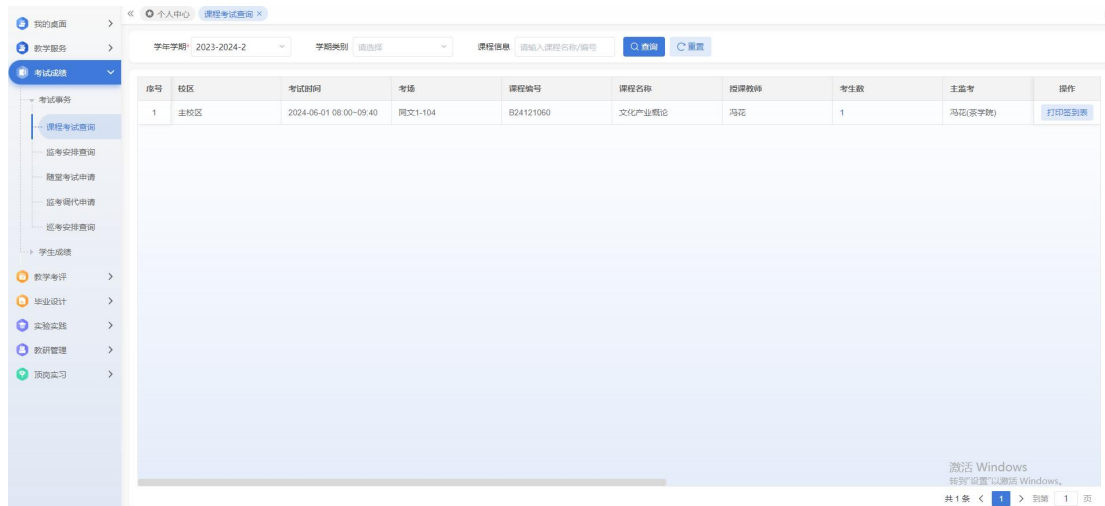 我的桌面
教学服务
考试成绩
考试事务
课程考试查询
监考安排查询
随堂考试申请
监考调代申请
巡考安排查询
学生成绩
教学考评
毕业设计
实验实践
教研管理
顶岗实习
个人中心 课程考试查询 ×
学年学期* 2023-2024-2 学期类别 请选择 课程信息 请输入课程名称/编号 查询 重置
序号 校区 考试时间 考场 课程编号 课程名称 授课教师 考生数 主监考 操作
1 主校区 2024-06-01 08:00~09:40 阿文1-104 B24121060 文化产业概论 冯花 1 冯花(茶学院) 打印签到表
激活 Windows
转到"设置"以激活 Windows。
共1条 1 到第 1 页